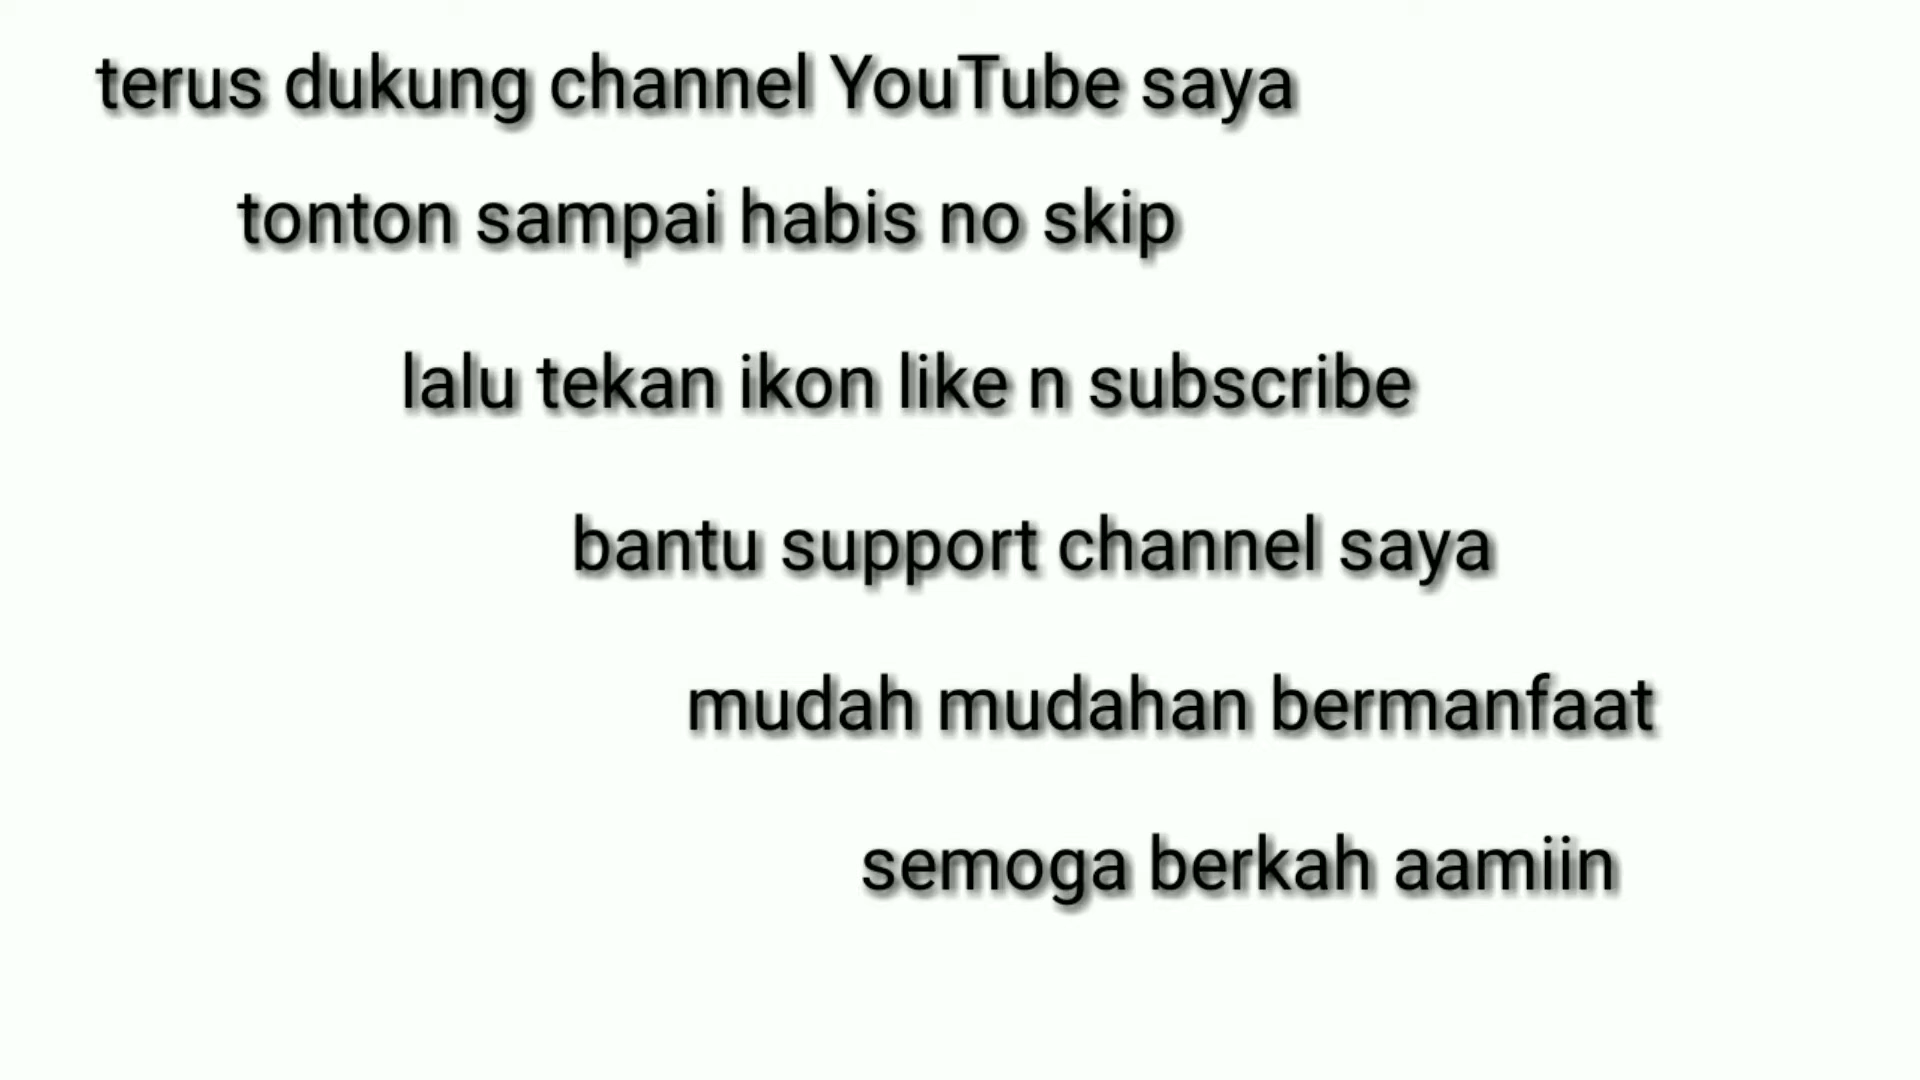 terus dukung channel YouTube saya
tonton sampai habis no skip
lalu tekan ikon like n subscribe
bantu support channel saya
mudah mudahan bermanfaat
semoga berkah aamiin